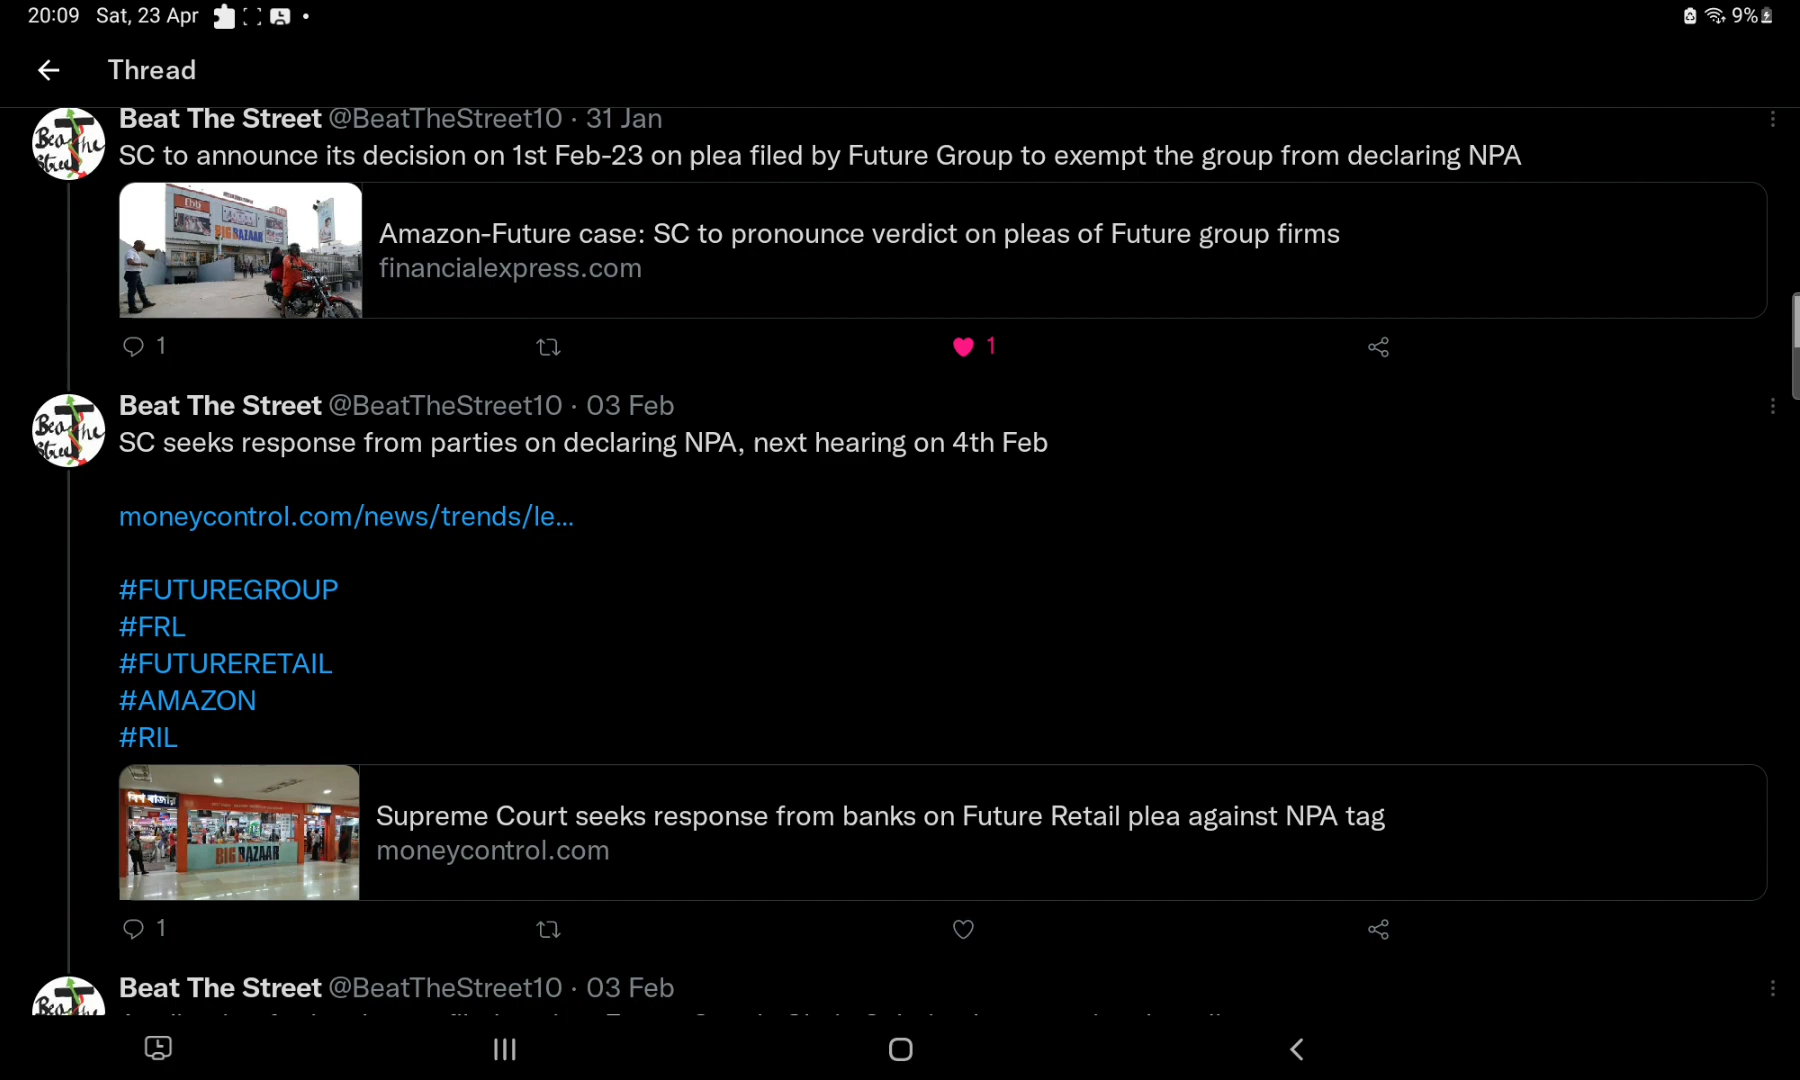 20:09 Sat, 23 Apr
9%
Thread
Beat The Street @BeatTheStreet10 · 31 Jan
SC to announce its decision on 1st Feb-23 on plea filed by Future Group to exempt the group from declaring NPA
fbb
BIG BAZAAR
Amazon-Future case: SC to pronounce verdict on pleas of Future group firms
financialexpress.com
1
1
Beat The Street @BeatTheStreet10 · 03 Feb
SC seeks response from parties on declaring NPA, next hearing on 4th Feb
moneycontrol.com/news/trends/le...
#FUTUREGROUP
#FRL
#FUTURERETAIL
#AMAZON
#RIL
BIG BAZAAR
Supreme Court seeks response from banks on Future Retail plea against NPA tag
moneycontrol.com
1
Beat The Street @BeatTheStreet10 · 03 Feb